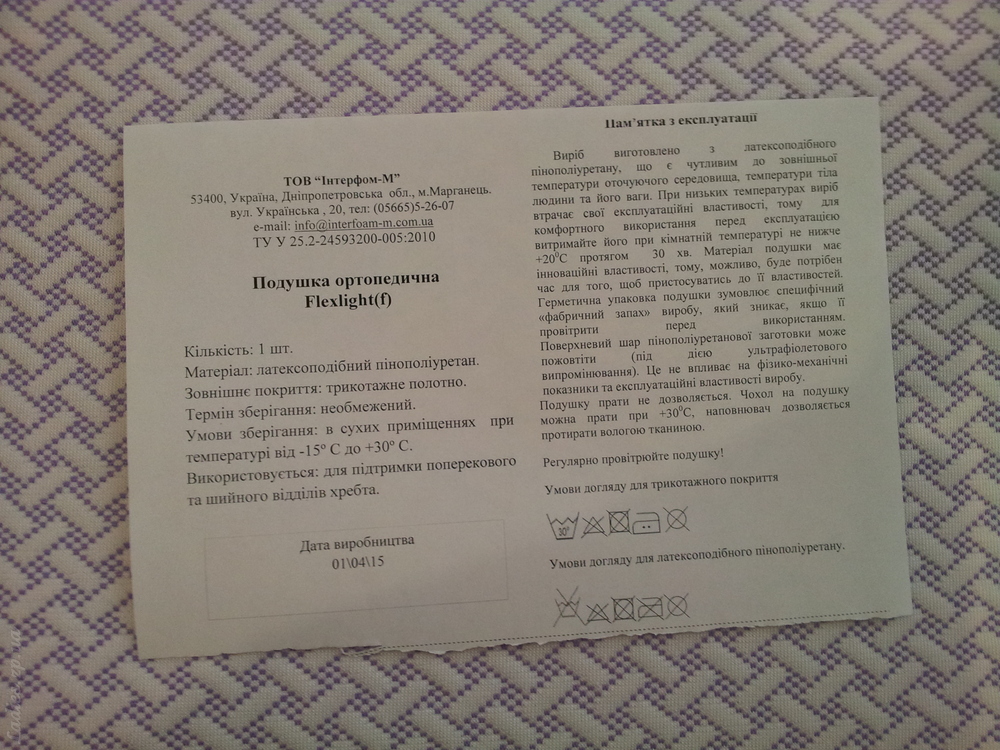 ТОВ “Інтерфом-М”
53400, Україна, Дніпропетровська обл., м.Марганець.
вул. Українська , 20, тел: (05665)5-26-07
e-mail: info@interfoam-m.com.ua
ТУ У 25.2-24593200-005:2010
Подушка ортопедична
Flexlight(f)
Кількість: 1 шт.
Матеріал: латексоподібний пінополіуретан.
Зовнішнє покриття: трикотажне полотно.
Термін зберігання: необмежений.
Умови зберігання: в сухих приміщеннях при
температурі від -15º С до +30º С.
Використовується: для підтримки поперекового
та шийного відділів хребта.
Дата виробництва
01\04\15
Пам’ятка з експлуатації
Виріб виготовлено з латексоподібного
пінополіуретану, що є чутливим до зовнішньої
температури оточуючого середовища, температури тіла
людини та його ваги. При низьких температурах виріб
втрачає свої експлуатаційні властивості, тому для
комфортного використання перед експлуатацією
витримайте його при кімнатній температурі не нижче
+20⁰С протягом 30 хв. Матеріал подушки має
інноваційні властивості, тому, можливо, буде потрібен
час для того, щоб пристосуватись до її властивостей.
Герметична упаковка подушки зумовлює специфічний
«фабричний запах» виробу, який зникає, якщо її
провітрити перед використанням.
Поверхневий шар пінополіуретанової заготовки може
пожовтіти (під дією ультрафіолетового
випромінювання). Це не впливає на фізико-механічні
показники та експлуатаційні властивості виробу.
Подушку прати не дозволяється. Чохол на подушку
можна прати при +30⁰С, наповнювач дозволяється
протирати вологою тканиною.
Регулярно провітрюйте подушку!
Умови догляду для трикотажного покриття
30°
Умови догляду для латексоподібного пінополіуретану.